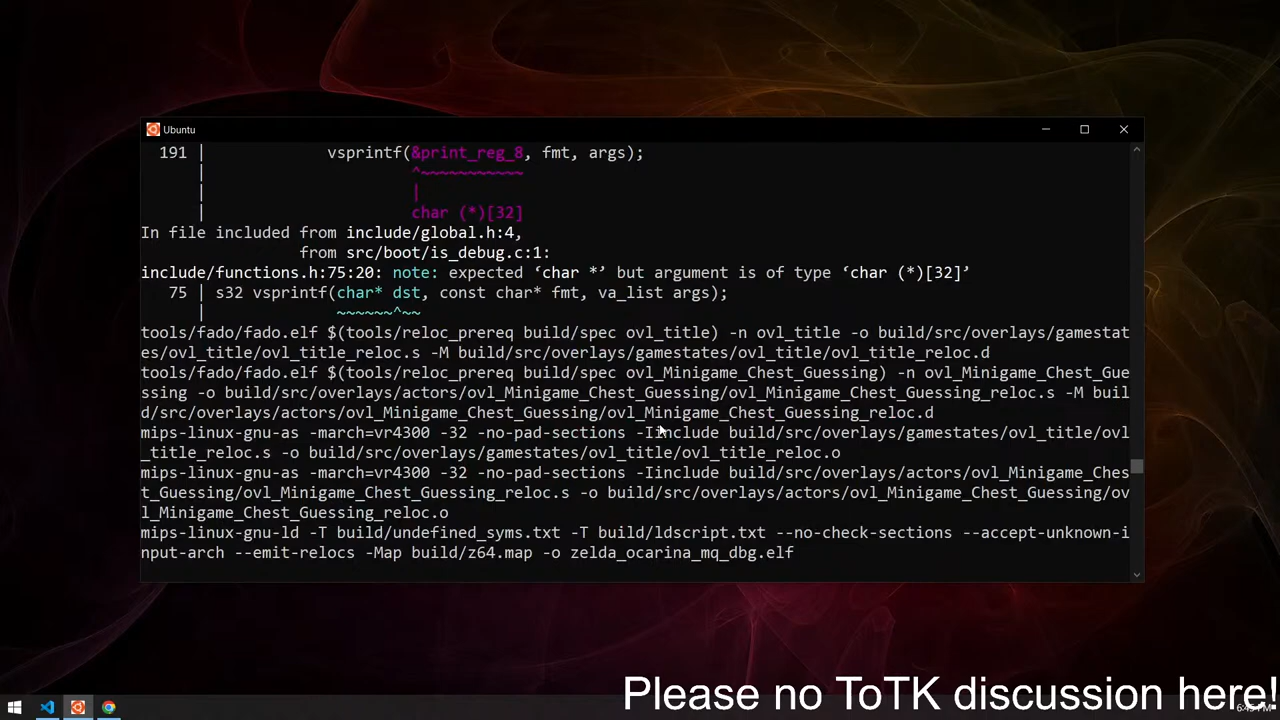 Ubuntu
191 | vsprintf(&print_reg_8, fmt, args);
| ^~~~~~~~~~~~
| |
| char (*)[32]
In file included from include/global.h:4,
from src/boot/is_debug.c:1:
include/functions.h:75:20: note: expected ‘char *’ but argument is of type ‘char (*)[32]’
75 | s32 vsprintf(char* dst, const char* fmt, va_list args);
| ~~~~~~^~~
tools/fado/fado.elf $(tools/reloc_prereq build/spec ovl_title) -n ovl_title -o build/src/overlays/gamestat
es/ovl_title/ovl_title_reloc.s -M build/src/overlays/gamestates/ovl_title/ovl_title_reloc.d
tools/fado/fado.elf $(tools/reloc_prereq build/spec ovl_Minigame_Chest_Guessing) -n ovl_Minigame_Chest_Gue
ssing -o build/src/overlays/actors/ovl_Minigame_Chest_Guessing/ovl_Minigame_Chest_Guessing_reloc.s -M buil
d/src/overlays/actors/ovl_Minigame_Chest_Guessing/ovl_Minigame_Chest_Guessing_reloc.d
mips-linux-gnu-as -march=vr4300 -32 -no-pad-sections -Iinclude build/src/overlays/gamestates/ovl_title/ovl
_title_reloc.s -o build/src/overlays/gamestates/ovl_title/ovl_title_reloc.o
mips-linux-gnu-as -march=vr4300 -32 -no-pad-sections -Iinclude build/src/overlays/actors/ovl_Minigame_Ches
t_Guessing/ovl_Minigame_Chest_Guessing_reloc.s -o build/src/overlays/actors/ovl_Minigame_Chest_Guessing/ov
l_Minigame_Chest_Guessing_reloc.o
mips-linux-gnu-ld -T build/undefined_syms.txt -T build/ldscript.txt --no-check-sections --accept-unknown-i
nput-arch --emit-relocs -Map build/z64.map -o zelda_ocarina_mq_dbg.elf
Please no ToTK discussion here!